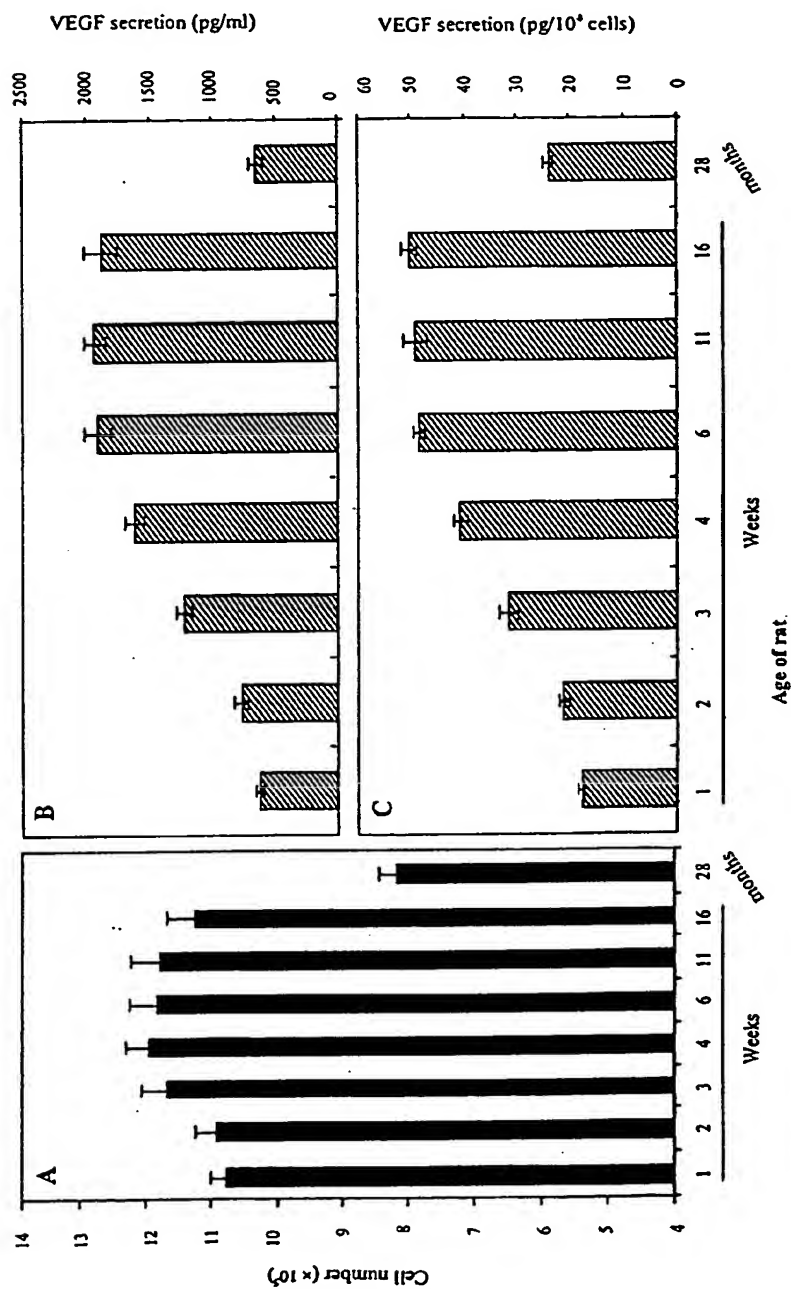 A
Cell number (× 10⁵)
14
13
12
11
10
9
8
7
6
5
4
1 2 3 4 6 11 16 28
Weeks
months
B
VEGF secretion (pg/ml)
2500
2000
1500
1000
500
0
C
VEGF secretion (pg/10⁴ cells)
60
50
40
30
20
10
0
1 2 3 4 6 11 16 28
Weeks
months
Age of rat.